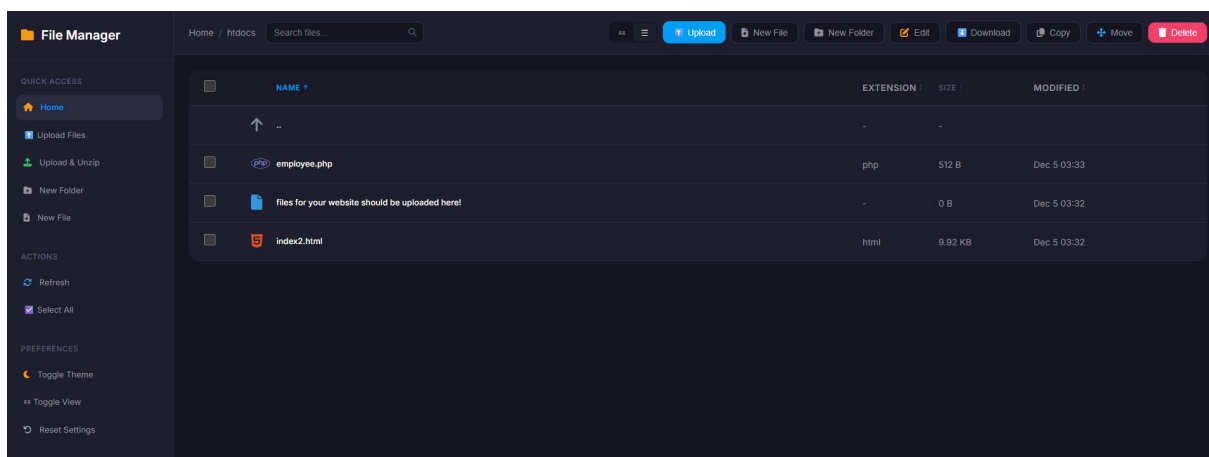 File Manager
Home / htdocs
Search files...
Upload
New File
New Folder
Edit
Download
Copy
Move
Delete
QUICK ACCESS
Home
Upload Files
Upload & Unzip
New Folder
New File
ACTIONS
Refresh
Select All
PREFERENCES
Toggle Theme
Toggle View
Reset Settings
NAME ↑ EXTENSION SIZE MODIFIED
.. - -
php employee.php php 512 B Dec 5 03:33
files for your website should be uploaded here! - 0 B Dec 5 03:32
5 index2.html html 9.92 KB Dec 5 03:32